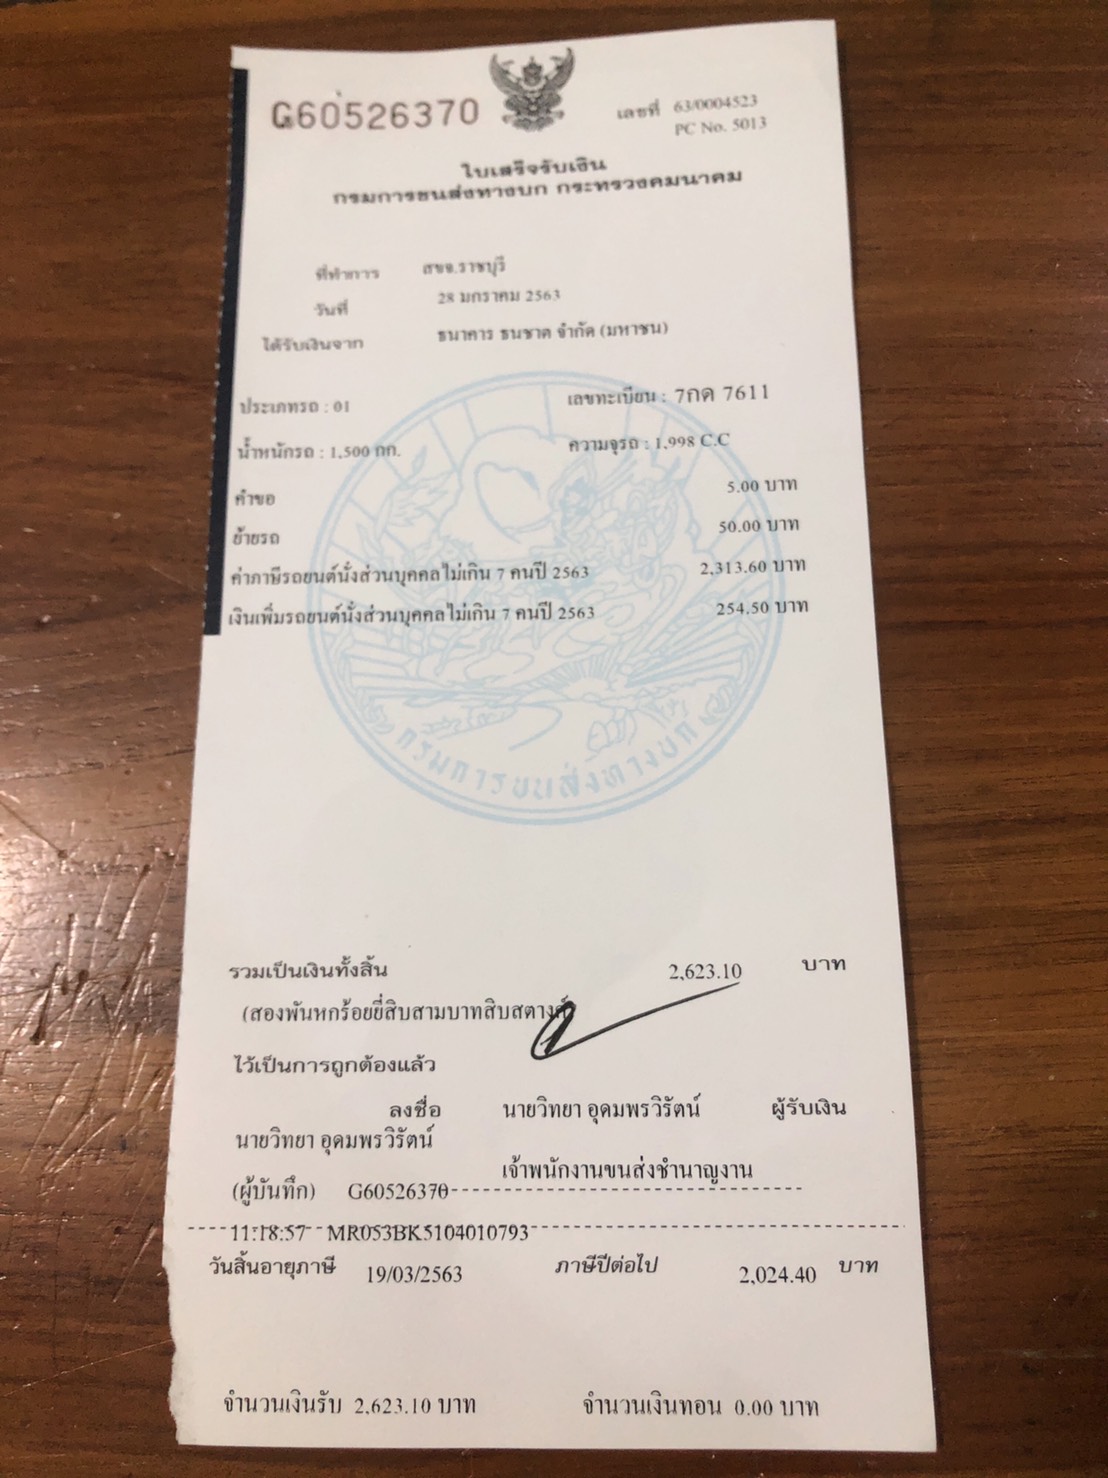 G60526370
เลขที่ 63/0004523
PC No. 5013
ใบเสร็จรับเงิน
กรมการขนส่งทางบก กระทรวงคมนาคม
ที่ทำการ สขจ.ราชบุรี
วันที่ 28 มกราคม 2563
ได้รับเงินจาก ธนาคาร ธนชาต จำกัด (มหาชน)
ประเภทรถ : 01 เลขทะเบียน : 7กด 7611
น้ำหนักรถ : 1,500 กก. ความจุรถ : 1,998 C.C
คำขอ 5.00 บาท
ย้ายรถ 50.00 บาท
ค่าภาษีรถยนต์นั่งส่วนบุคคลไม่เกิน 7 คนปี 2563 2,313.60 บาท
เงินเพิ่มรถยนต์นั่งส่วนบุคคลไม่เกิน 7 คนปี 2563 254.50 บาท
กรมการขนส่งทางบก
รวมเป็นเงินทั้งสิ้น 2,623.10 บาท
(สองพันหกร้อยยี่สิบสามบาทสิบสตางค์)
ไว้เป็นการถูกต้องแล้ว
ลงชื่อ นายวิทยา อุดมพรวิรัตน์ ผู้รับเงิน
นายวิทยา อุดมพรวิรัตน์
เจ้าพนักงานขนส่งชำนาญงาน
(ผู้บันทึก) G60526370
11:18:57 MR053BK5104010793
วันสิ้นอายุภาษี 19/03/2563 ภาษีปีต่อไป 2,024.40 บาท
จำนวนเงินรับ 2,623.10 บาท จำนวนเงินทอน 0.00 บาท